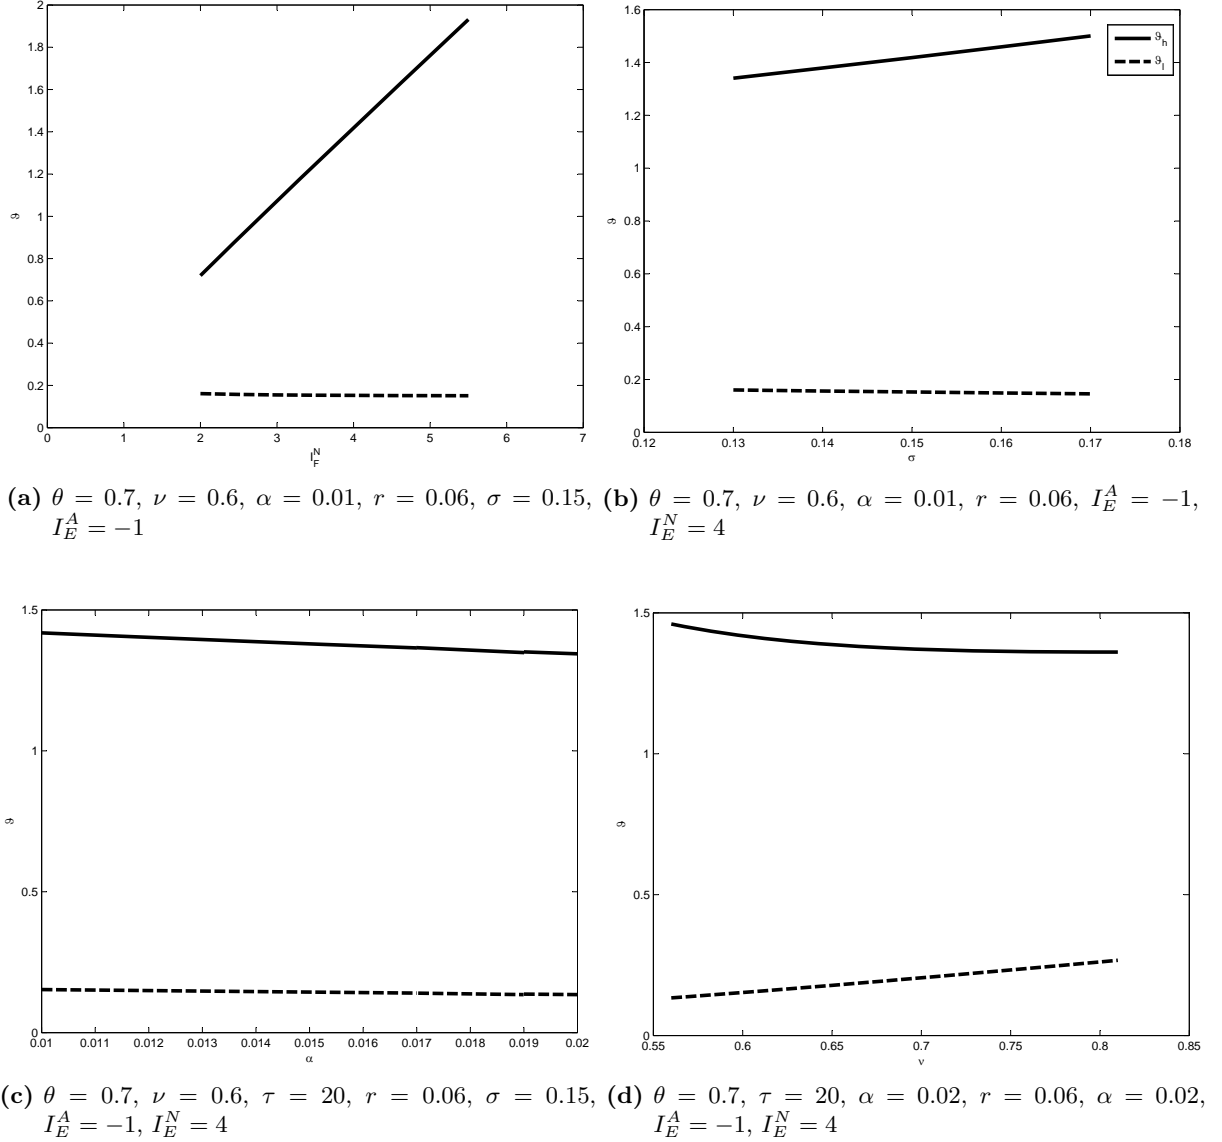 2
1.8
1.6
1.4
1.2
1
0.8
0.6
0.4
0.2
0
ϑ
0 1 2 3 4 5 6 7
I_F^N
(a) θ = 0.7, ν = 0.6, α = 0.01, r = 0.06, σ = 0.15,
I_E^A = −1
1.6
1.4
1.2
1
0.8
0.6
0.4
0.2
0
ϑ
ϑ_h
ϑ_l
0.12 0.13 0.14 0.15 0.16 0.17 0.18
σ
(b) θ = 0.7, ν = 0.6, α = 0.01, r = 0.06, I_E^A = −1,
I_E^N = 4
1.5
1
0.5
0
ϑ
0.01 0.011 0.012 0.013 0.014 0.015 0.016 0.017 0.018 0.019 0.02
α
(c) θ = 0.7, ν = 0.6, τ = 20, r = 0.06, σ = 0.15,
I_E^A = −1, I_E^N = 4
1.5
1
0.5
0
ϑ
0.55 0.6 0.65 0.7 0.75 0.8 0.85
ν
(d) θ = 0.7, τ = 20, α = 0.02, r = 0.06, α = 0.02,
I_E^A = −1, I_E^N = 4